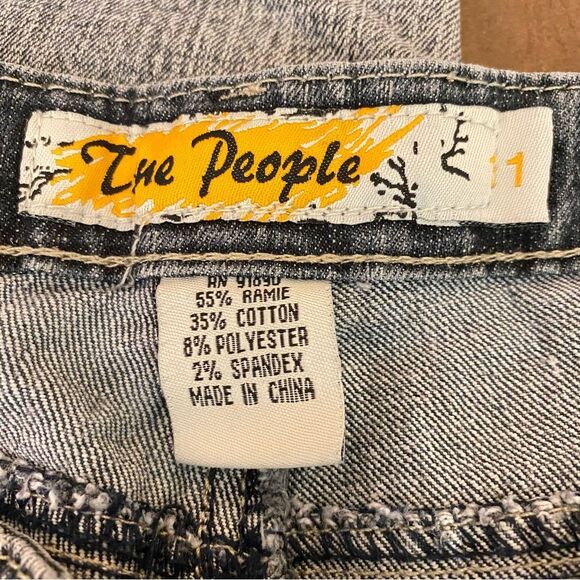 The People
11
RN 91890
55% RAMIE
35% COTTON
8% POLYESTER
2% SPANDEX
MADE IN CHINA